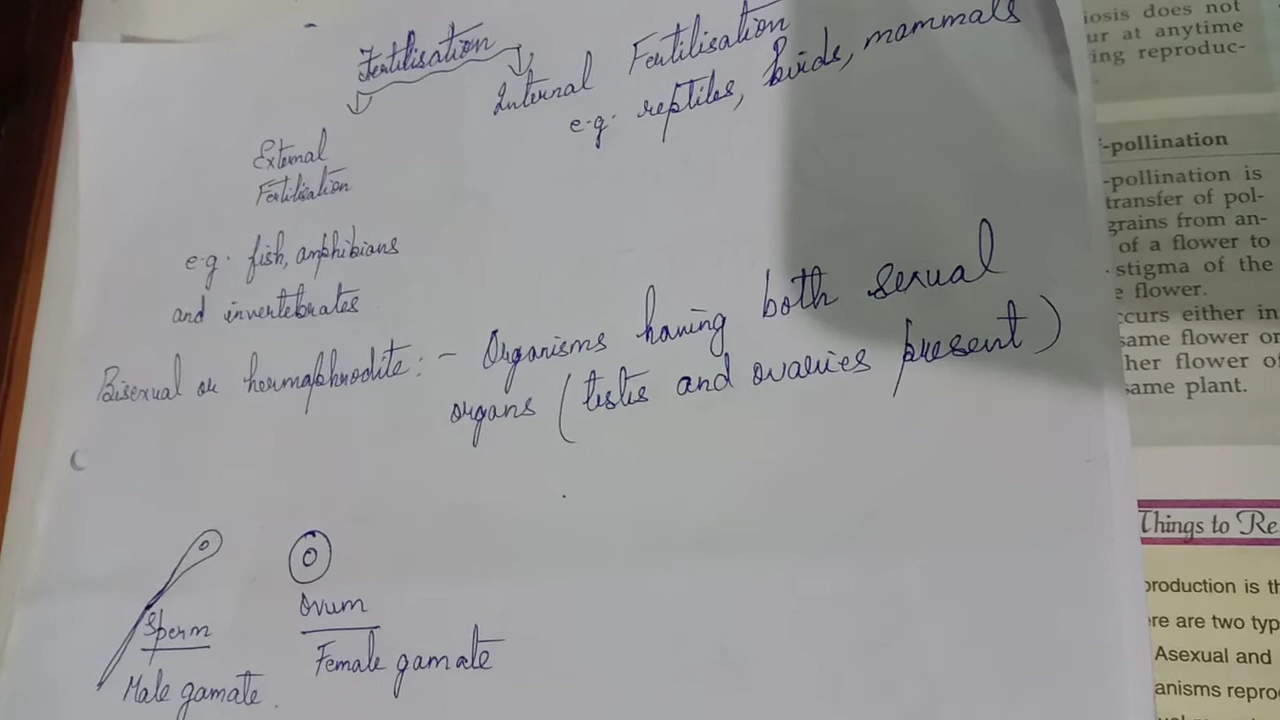 Fertilisation
Internal Fertilisation
e.g. reptiles, birds, mammals
External
Fertilisation
e.g. fish, amphibians
and invertebrates
Bisexual or hermaphrodite:- Organisms having both sexual
organs (testis and ovaries present)
Sperm
Male gamate.
Ovum
Female gamate
iosis does not
ur at anytime
ing reproduc-
-pollination
-pollination is
transfer of pol-
grains from an-
of a flower to
stigma of the
e flower.
ccurs either in
same flower or
her flower of
same plant.
Things to Re
production is th
re are two typ
Asexual and
anisms repro